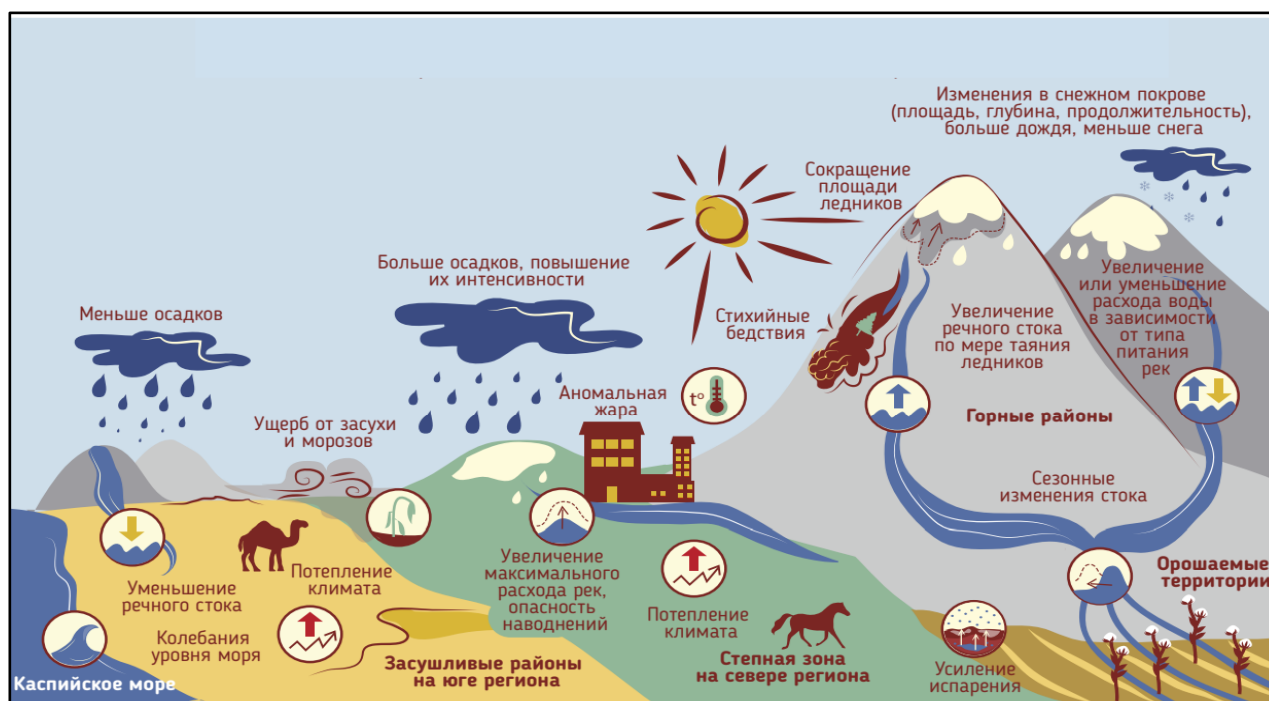 Изменения в снежном покрове
(площадь, глубина, продолжительность),
больше дождя, меньше снега
Сокращение
площади
ледников
Больше осадков, повышение
их интенсивности
Увеличение
или уменьшение
расхода воды
в зависимости
от типа
питания
рек
Меньше осадков
Стихийные
бедствия
Увеличение
речного стока
по мере таяния
ледников
Аномальная
жара
t°
Ущерб от засухи
и морозов
Горные районы
Сезонные
изменения стока
Увеличение
максимального
расхода рек,
опасность
наводнений
Орошаемые
территории
Уменьшение
речного стока
Потепление
климата
Потепление
климата
Колебания
уровня моря
Засушливые районы
на юге региона
Степная зона
на севере региона
Усиление
испарения
Каспийское море